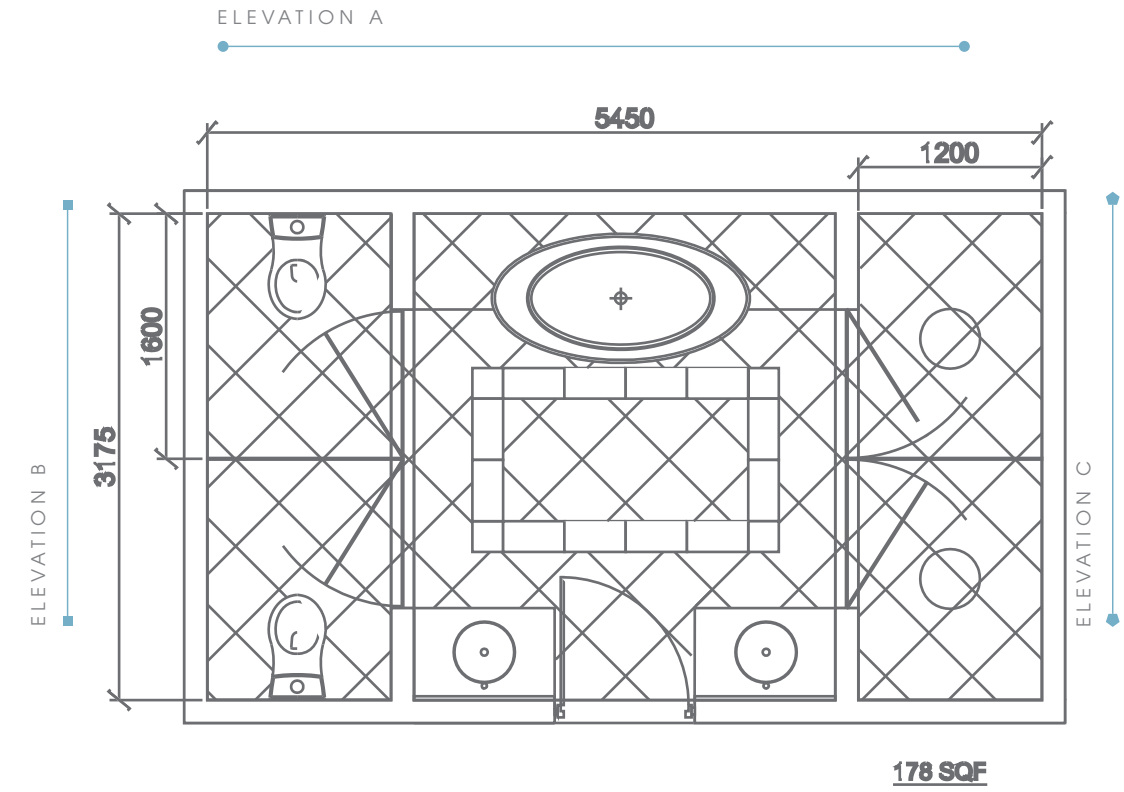 ELEVATION A
5450
1200
1600
3175
ELEVATION B
ELEVATION C
178 SQF